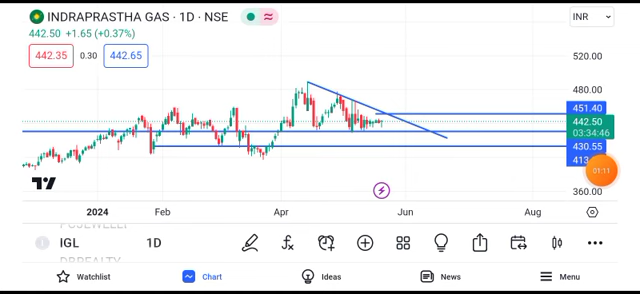 INDRAPRASTHA GAS · 1D · NSE
INR
442.50 +1.65 (+0.37%)
442.35 0.30 442.65
520.00
480.00
451.40
442.50
03:34:46
430.55
413.
01:11
360.00
2024 Feb Apr Jun Aug
IGL 1D
Watchlist Chart Ideas News Menu